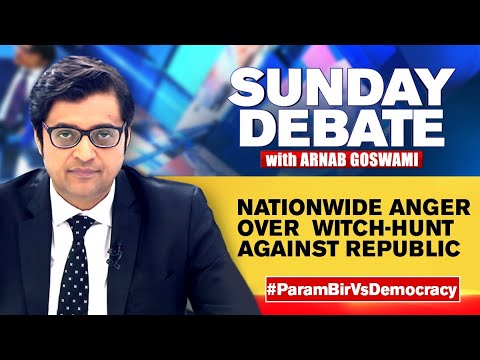 SUNDAY
DEBATE
with ARNAB GOSWAMI
NATIONWIDE ANGER
OVER WITCH-HUNT
AGAINST REPUBLIC
#ParamBirVsDemocracy